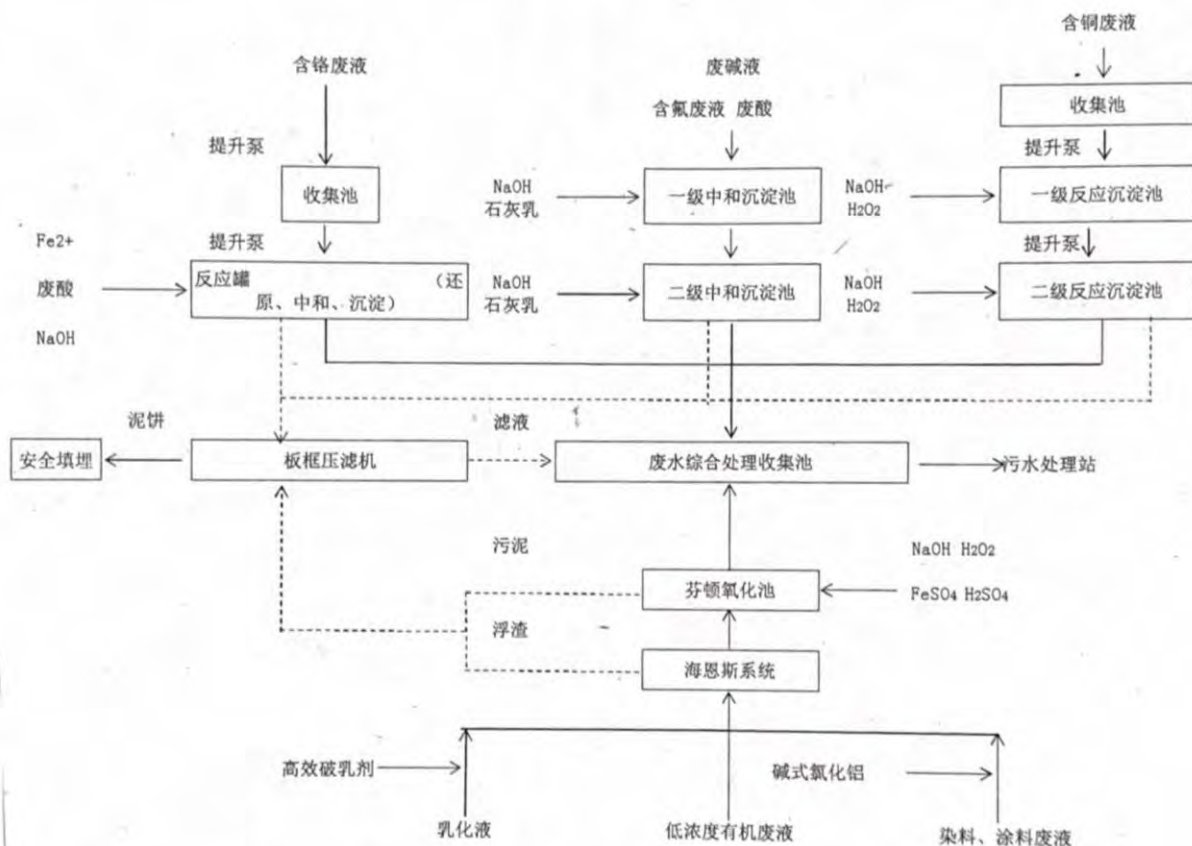 含铜废液
含铬废液
废碱液
收集池
含氟废液 废酸
提升泵
提升泵
收集池
NaOH
石灰乳
一级中和沉淀池
NaOH
H2O2
一级反应沉淀池
Fe2+
提升泵
提升泵
废酸
反应罐 (还
原、中和、沉淀)
NaOH
石灰乳
二级中和沉淀池
NaOH
H2O2
二级反应沉淀池
NaOH
泥饼
滤液
安全填埋
板框压滤机
废水综合处理收集池
污水处理站
污泥
NaOH H2O2
芬顿氧化池
FeSO4 H2SO4
浮渣
海恩斯系统
高效破乳剂
碱式氯化铝
乳化液
低浓度有机废液
染料、涂料废液